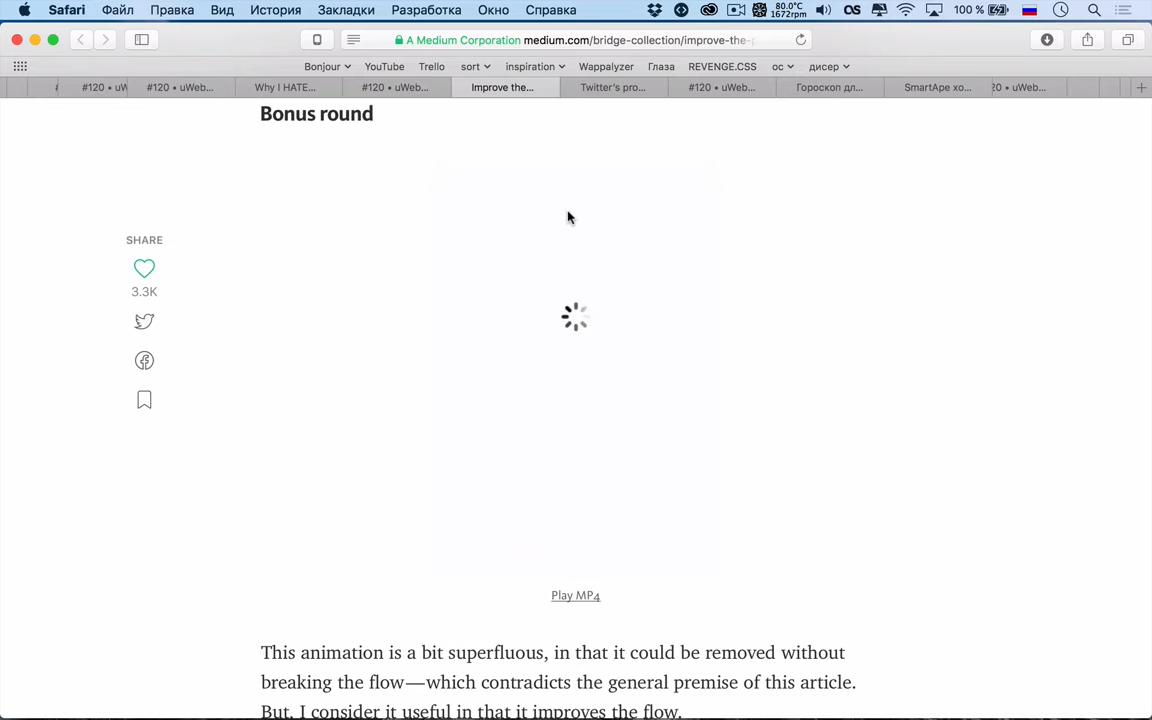 Safari Файл Правка Вид История Закладки Разработка Окно Справка 80.0°C 1672rpm 100 %
A Medium Corporation medium.com/bridge-collection/improve-the-
Bonjour YouTube Trello sort inspiration Wappalyzer Глаза REVENGE.CSS ос дисер
#120 • uW #120 • uWeb... Why I HATE... #120 • uWeb... Improve the... Twitter's pro... #120 • uWeb... Гороскоп дл... SmartApe хо... 20 • uWeb...
Bonus round
SHARE
3.3K
Play MP4
This animation is a bit superfluous, in that it could be removed without
breaking the flow—which contradicts the general premise of this article.
But, I consider it useful in that it improves the flow.